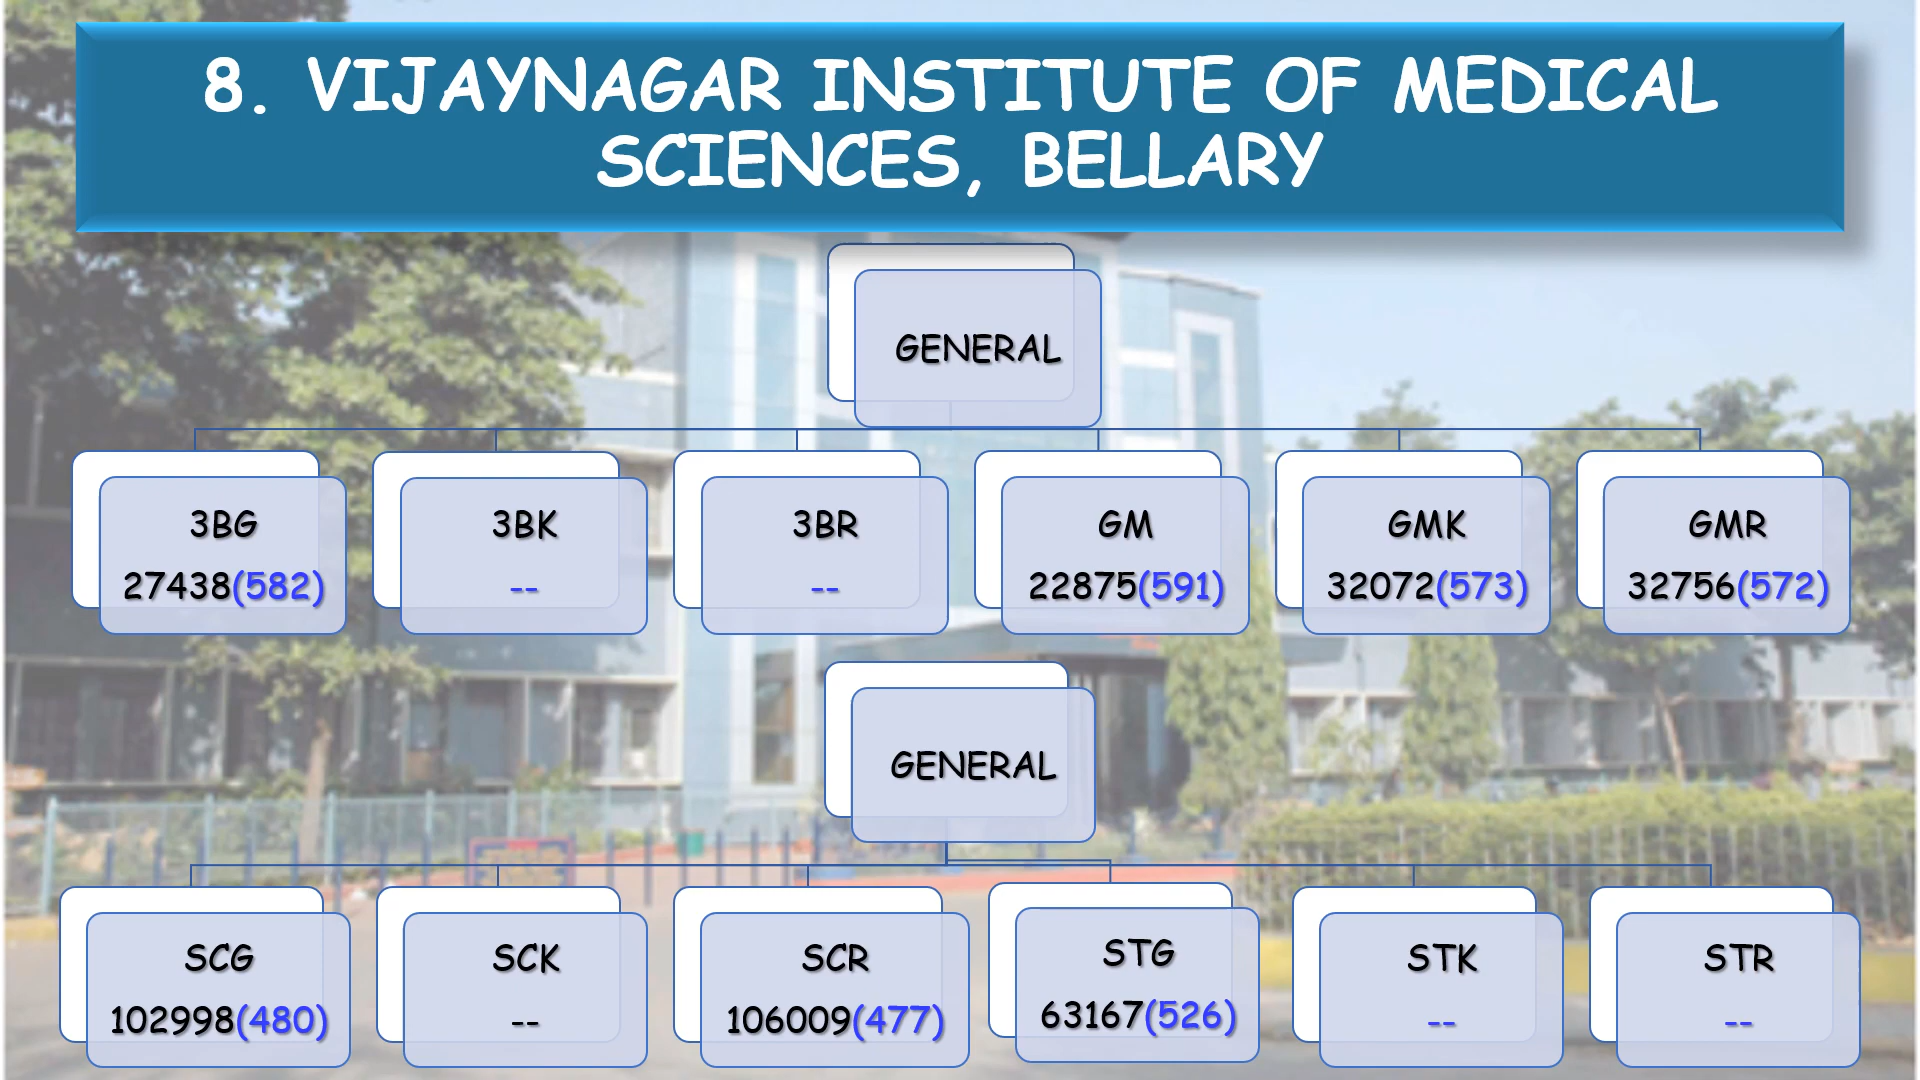 8. VIJAYNAGAR INSTITUTE OF MEDICAL
SCIENCES, BELLARY
GENERAL
3BG
27438(582)
3BK
--
3BR
--
GM
22875(591)
GMK
32072(573)
GMR
32756(572)
GENERAL
SCG
102998(480)
SCK
--
SCR
106009(477)
STG
63167(526)
STK
--
STR
--